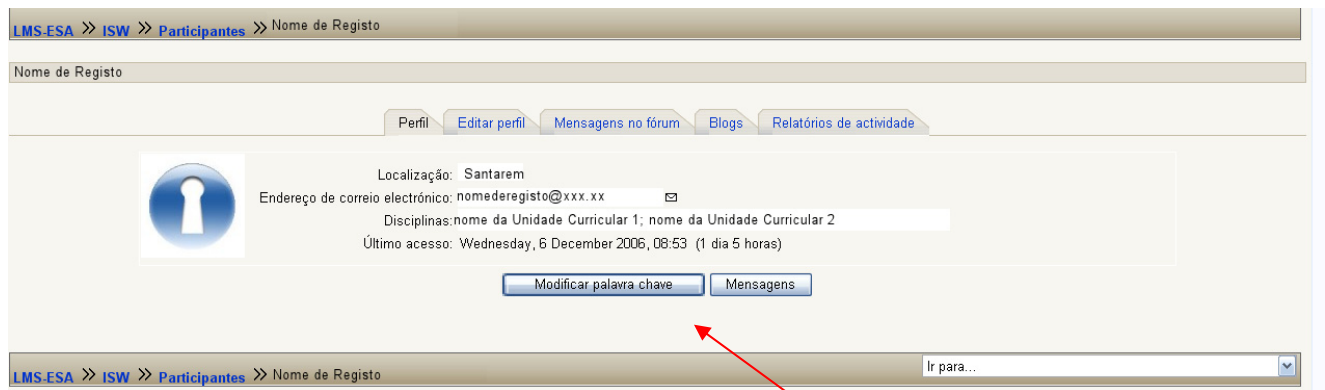 LMS-ESA >> ISW >> Participantes >> Nome de Registo
Nome de Registo
Perfil Editar perfil Mensagens no fórum Blogs Relatórios de actividade
Localização: Santarem
Endereço de correio electrónico: nomederegisto@xxx.xx
Disciplinas: nome da Unidade Curricular 1; nome da Unidade Curricular 2
Último acesso: Wednesday, 6 December 2006, 08:53 (1 dia 5 horas)
Modificar palavra chave Mensagens
LMS-ESA >> ISW >> Participantes >> Nome de Registo Ir para...